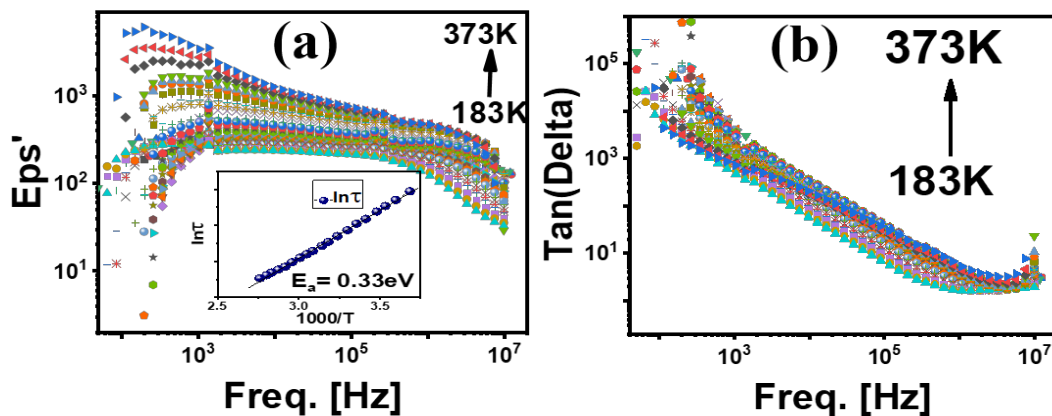 (a)
373K
183K
10³
10²
10¹
Eps'
lnτ
lnτ
Eₐ= 0.33eV
2.5 3.0 3.5
1000/T
10³ 10⁵ 10⁷
Freq. [Hz]
(b)
373K
183K
10⁵
10³
10¹
Tan(Delta)
10³ 10⁵ 10⁷
Freq. [Hz]